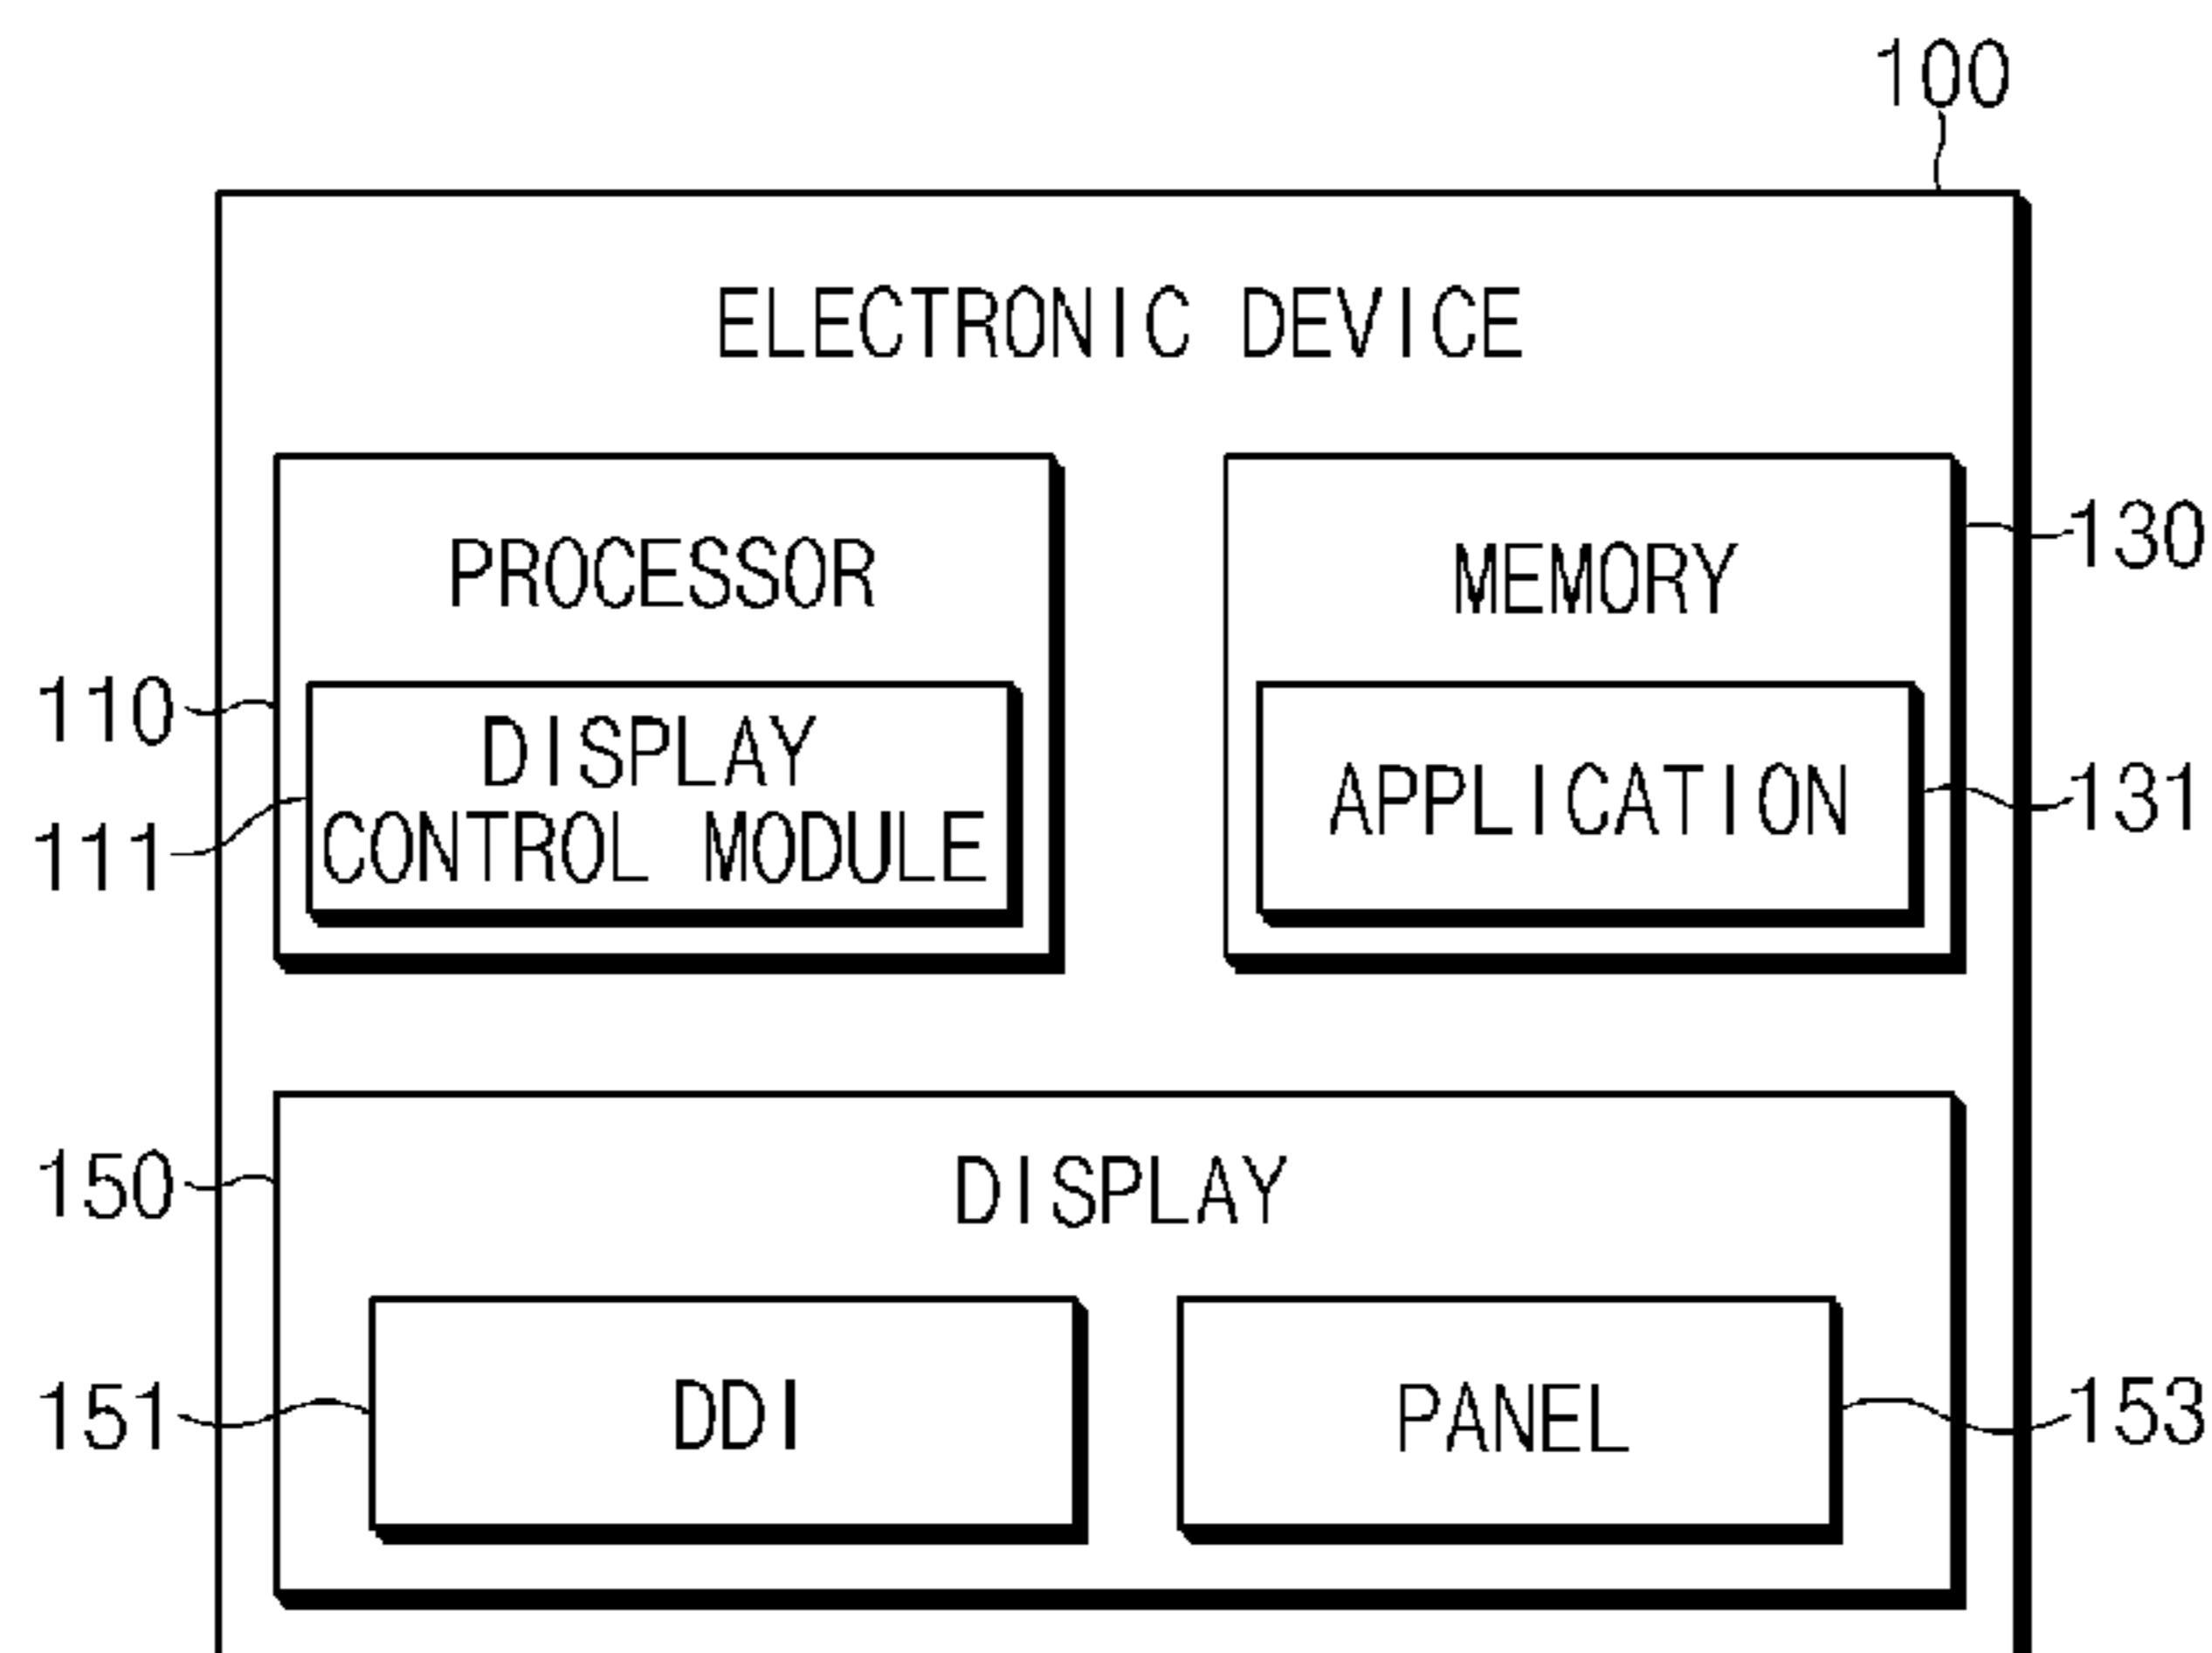 100
ELECTRONIC DEVICE
PROCESSOR
MEMORY
130
110
DISPLAY
CONTROL MODULE
111
APPLICATION
131
150
DISPLAY
151
DDI
PANEL
153